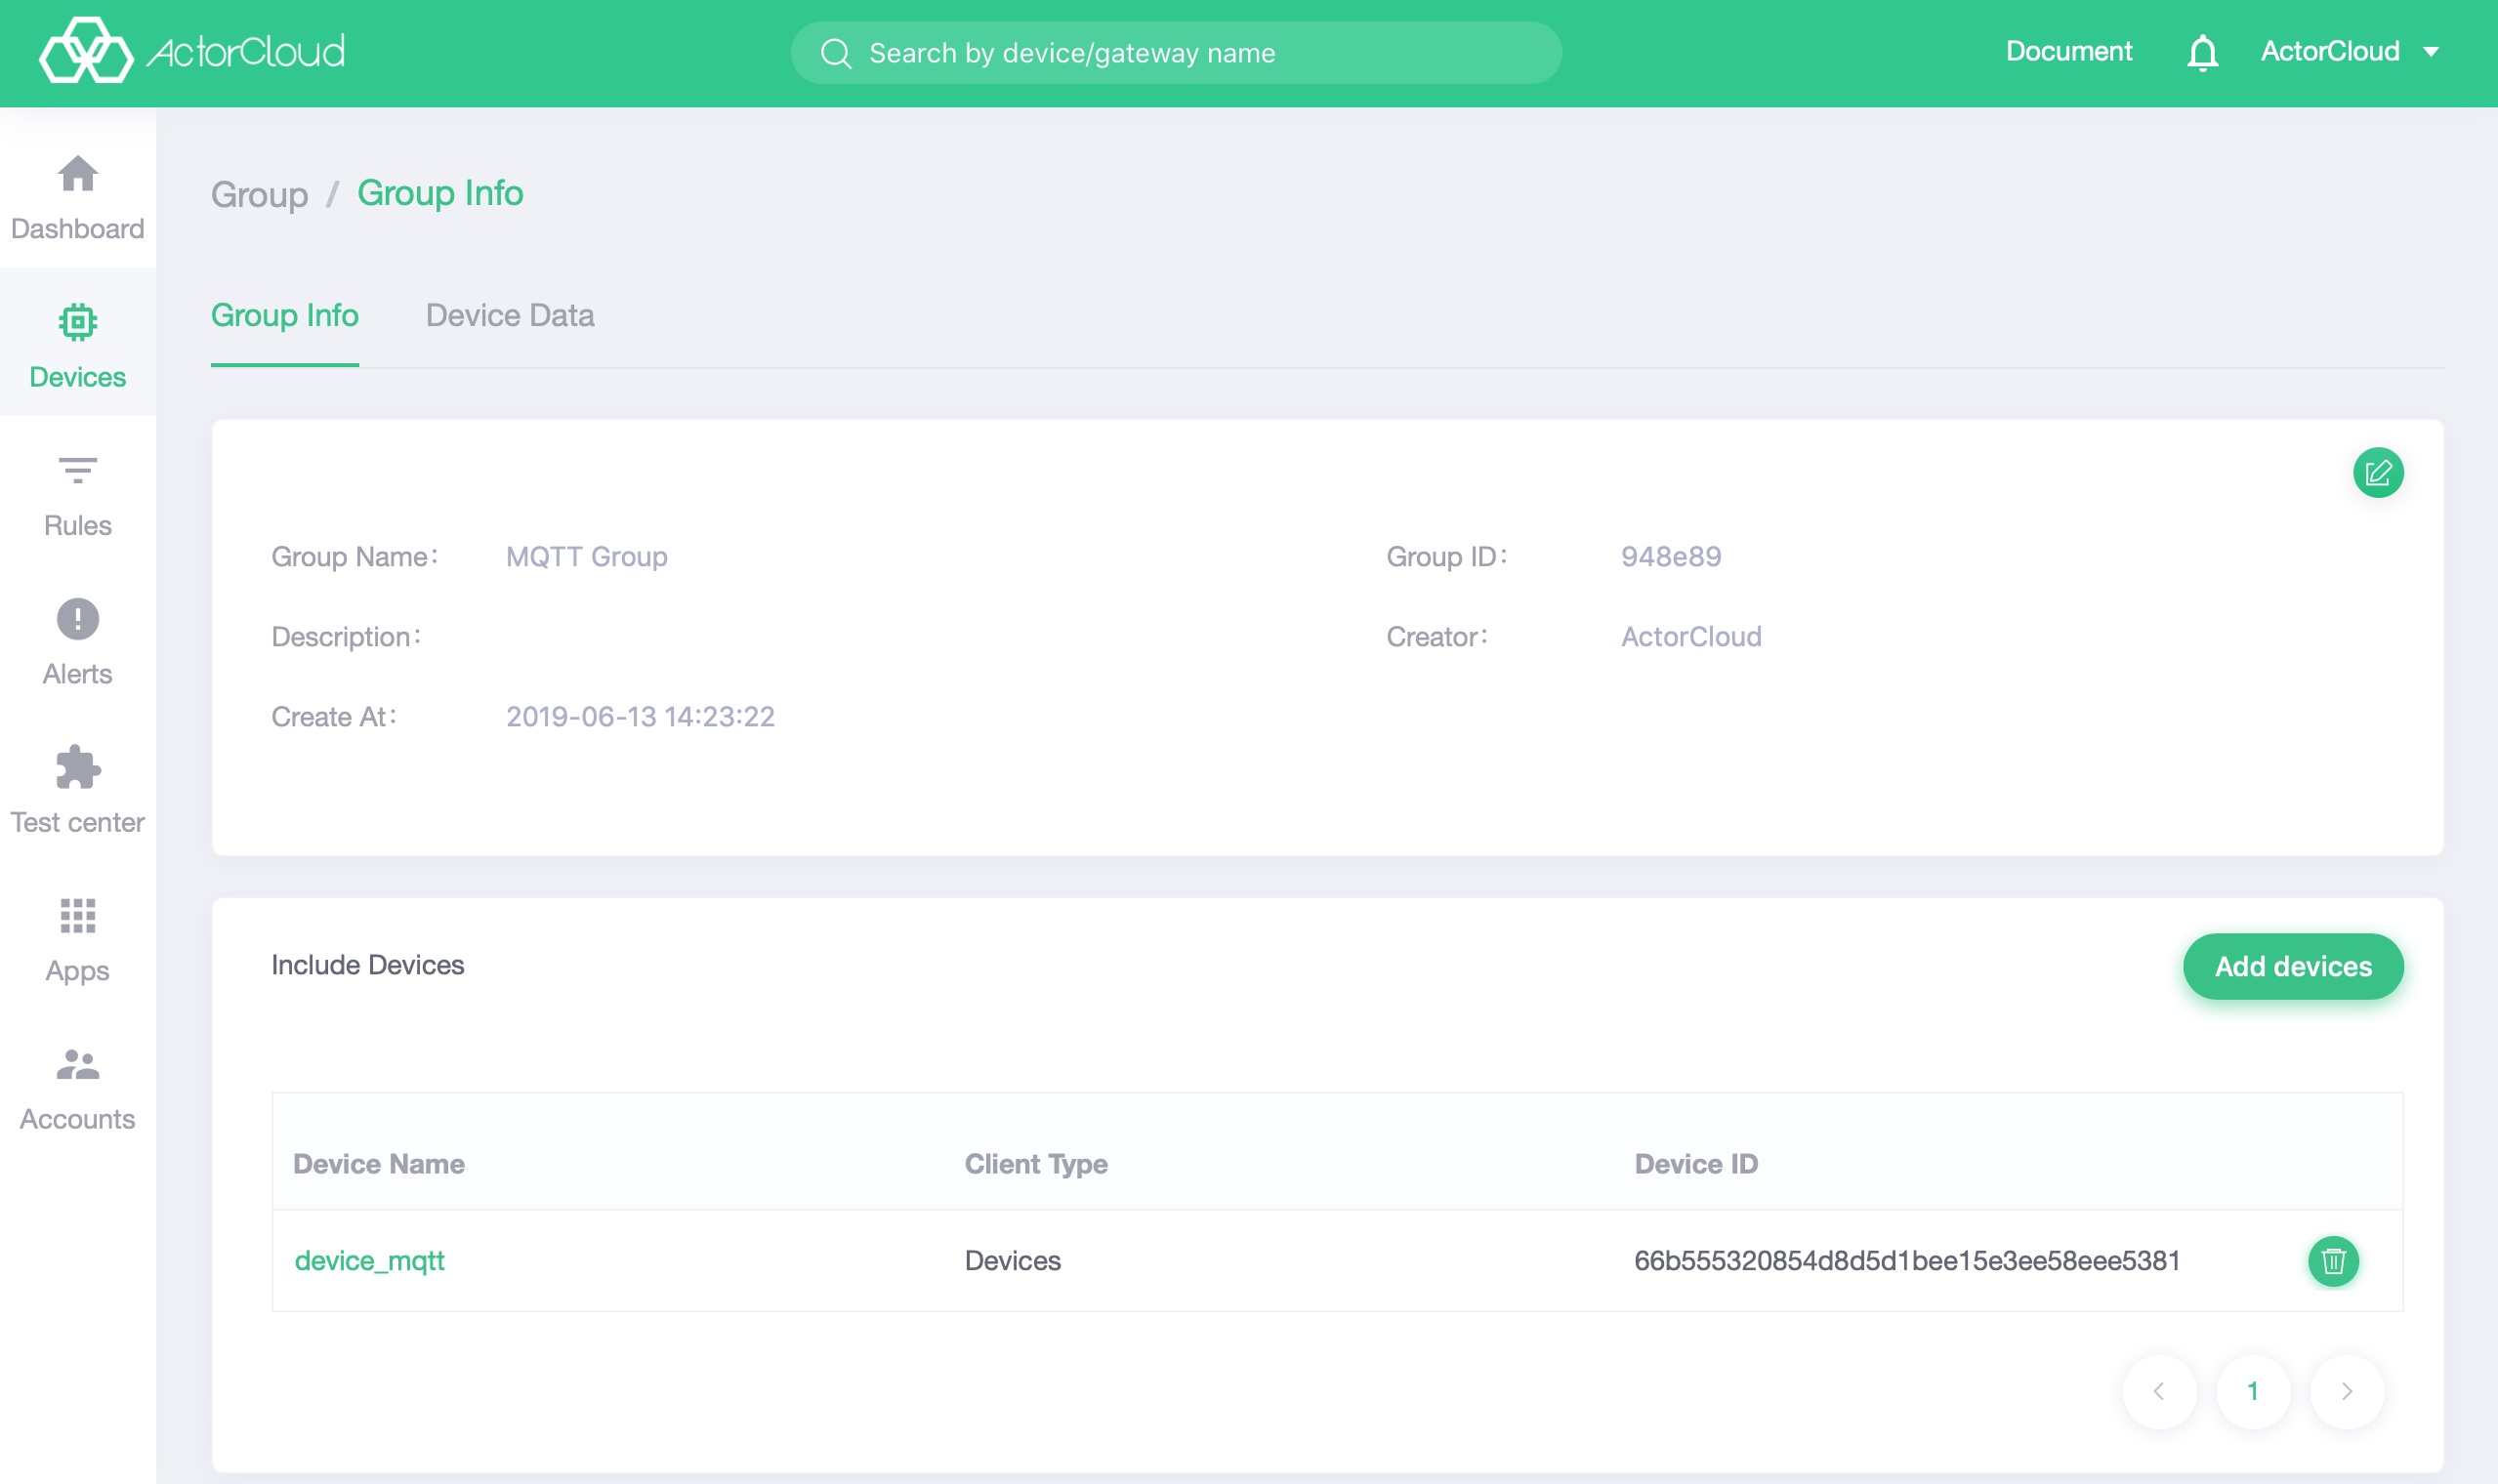 ActorCloud
Search by device/gateway name
Document
ActorCloud
Dashboard
Devices
Rules
Alerts
Test center
Apps
Accounts
Group / Group Info
Group Info
Device Data
Group Name: MQTT Group
Group ID: 948e89
Description:
Creator: ActorCloud
Create At: 2019-06-13 14:23:22
Include Devices
Add devices
Device Name Client Type Device ID
device_mqtt Devices 66b555320854d8d5d1bee15e3ee58eee5381
1